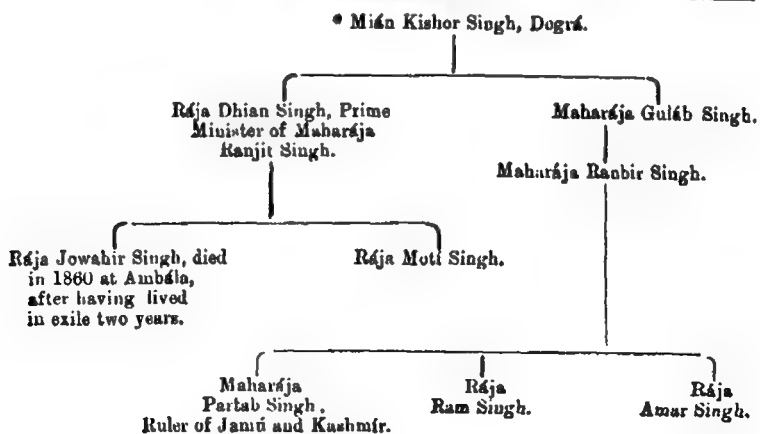 * Mián Kishor Singh, Dográ.
Rája Dhian Singh, Prime
Minister of Maharája
Ranjit Singh.
Maharája Guláb Singh.
Maharája Ranbir Singh.
Rája Jowahir Singh, died
in 1860 at Ambála,
after having lived
in exile two years.
Rája Moti Singh.
Maharája
Partab Singh,
Ruler of Jamú and Kashmír.
Rája
Ram Singh.
Rája
Amar Singh.